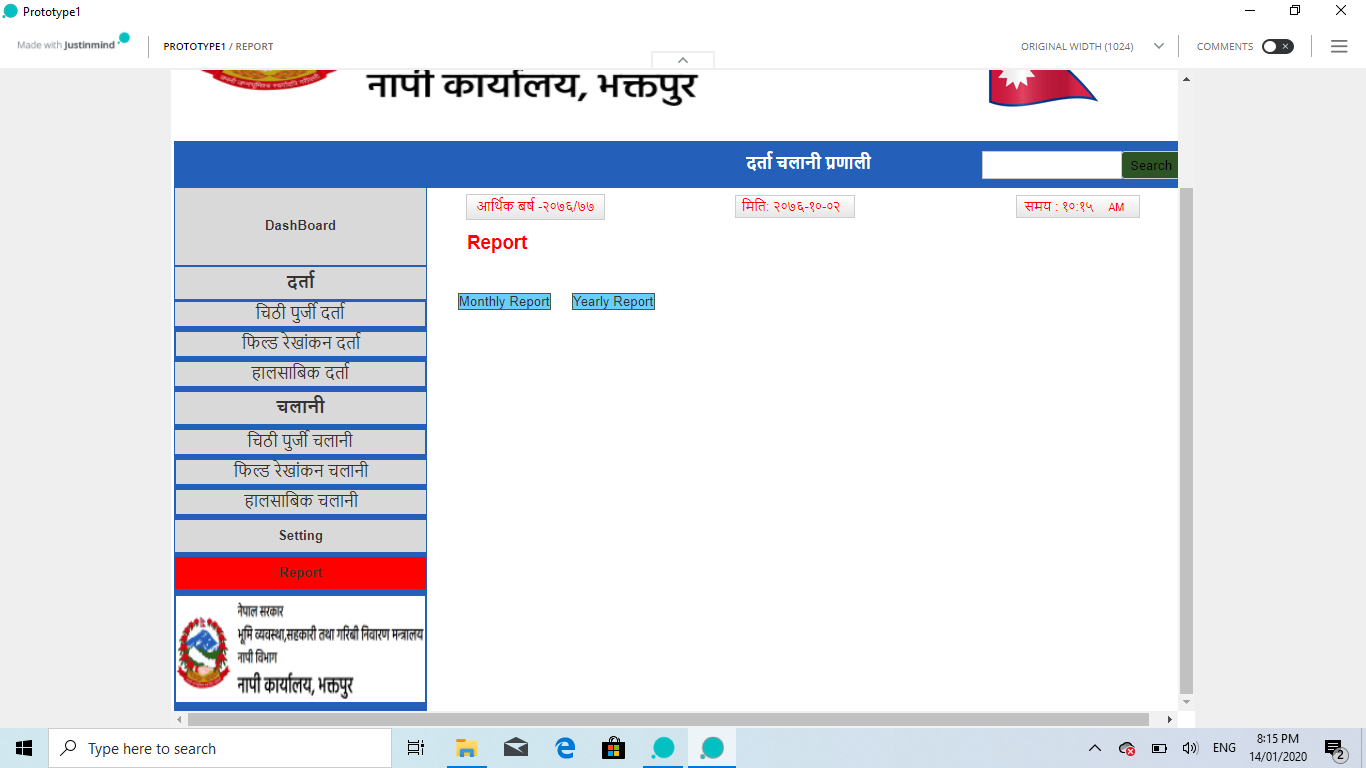 Prototype1
Made with Justinmind
PROTOTYPE1 / REPORT
ORIGINAL WIDTH (1024)
COMMENTS
नापी कार्यालय, भक्तपुर
दर्ता चलानी प्रणाली
Search
आर्थिक बर्ष -२०७६/७७
मिति: २०७६-१०-०२
समय : १०:१५ AM
Report
Monthly Report
Yearly Report
DashBoard
दर्ता
चिठी पुर्जी दर्ता
फिल्ड रेखांकन दर्ता
हालसाबिक दर्ता
चलानी
चिठी पुर्जी चलानी
फिल्ड रेखांकन चलानी
हालसाबिक चलानी
Setting
Report
नेपाल सरकार
भूमि व्यवस्था,सहकारी तथा गरिबी निवारण मन्त्रालय
नापी विभाग
नापी कार्यालय, भक्तपुर
Type here to search
ENG
8:15 PM
14/01/2020
2